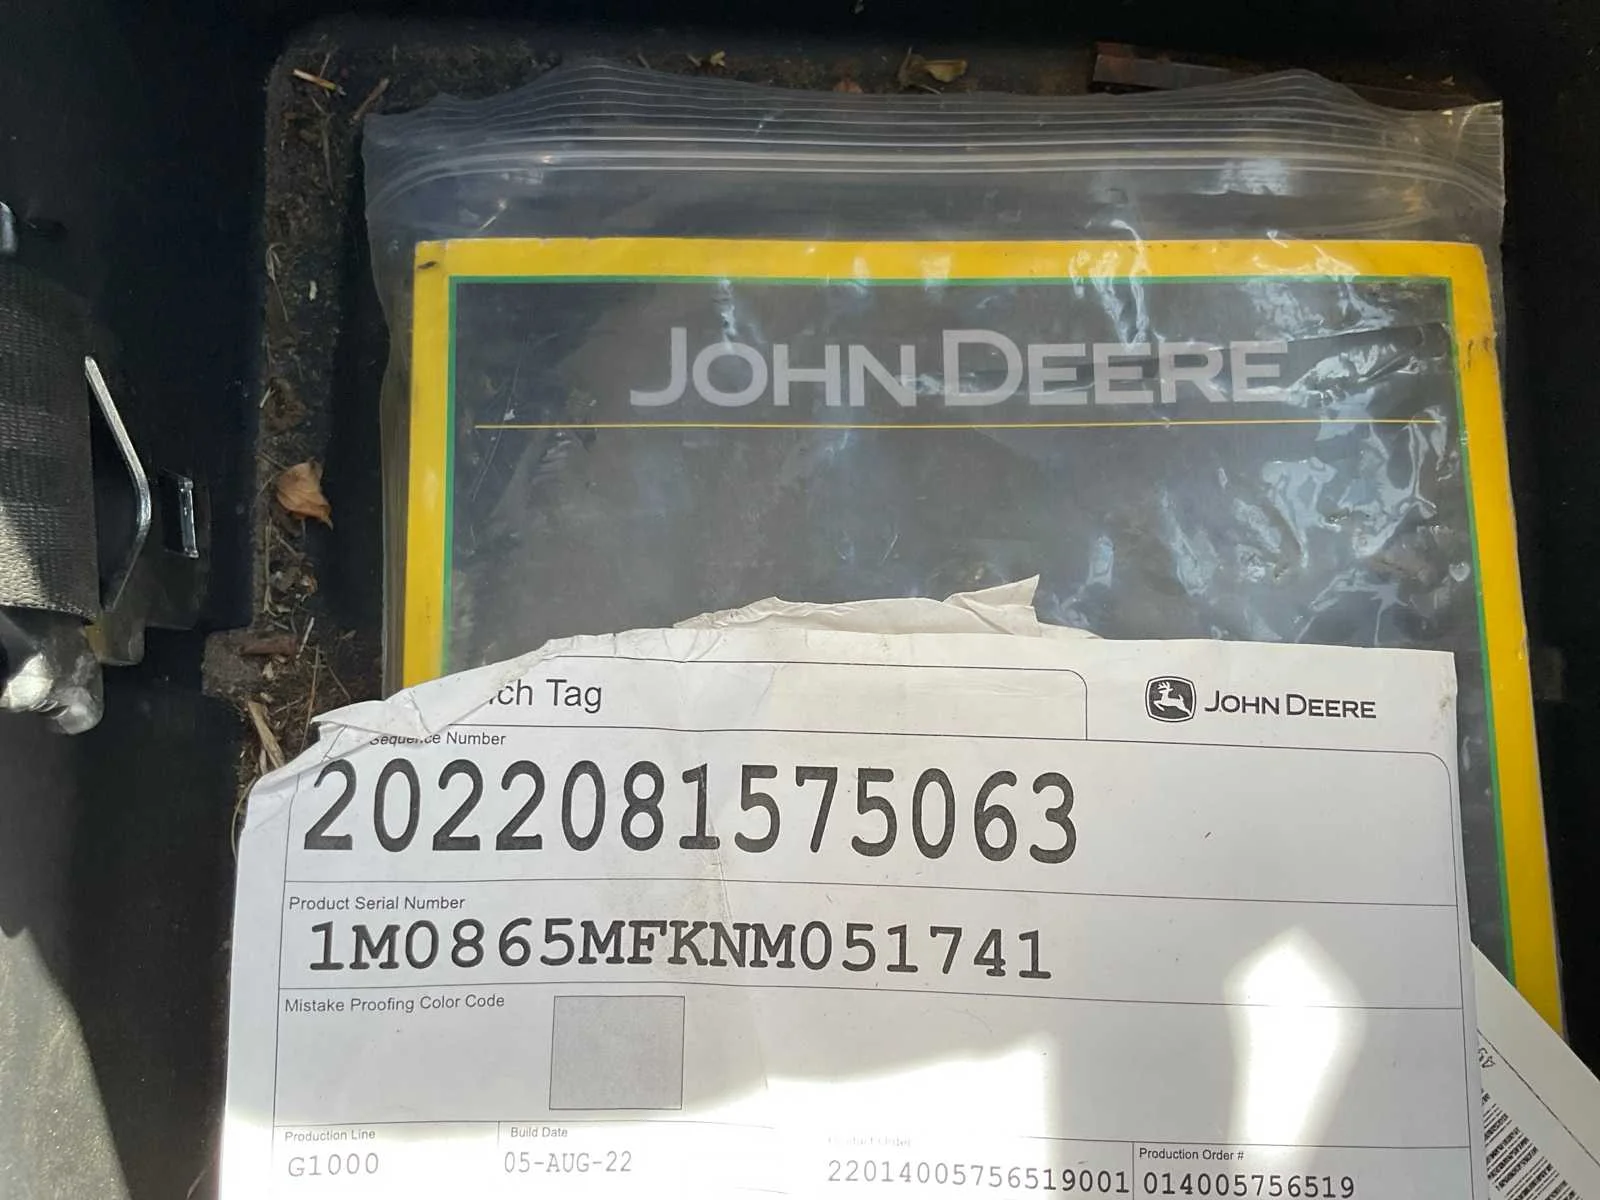 JOHN DEERE
ch Tag
JOHN DEERE
Sequence Number
2022081575063
Product Serial Number
1M0865MFKNM051741
Mistake Proofing Color Code
Production Line
G1000
Build Date
05-AUG-22
22014005756519001
Production Order #
014005756519